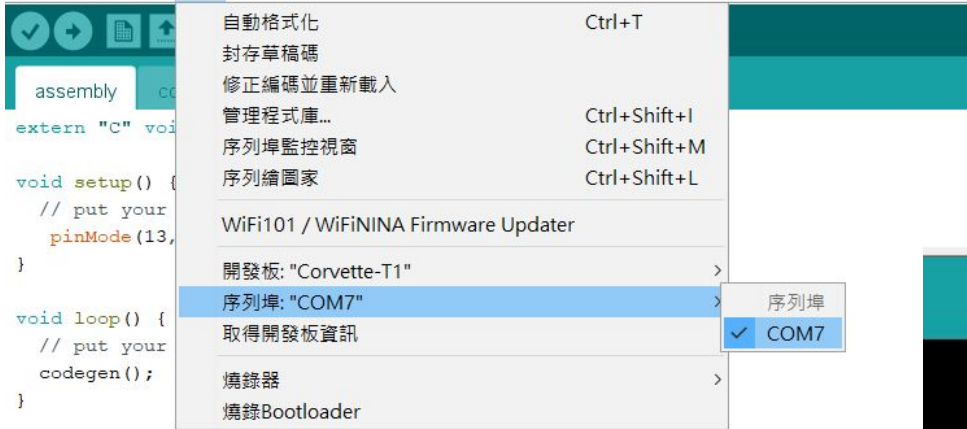 自動格式化 Ctrl+T
封存草稿碼
修正編碼並重新載入
管理程式庫... Ctrl+Shift+I
序列埠監控視窗 Ctrl+Shift+M
序列繪圖家 Ctrl+Shift+L
WiFi101 / WiFiNINA Firmware Updater
開發板: "Corvette-T1"
序列埠: "COM7"
取得開發板資訊
燒錄器
燒錄Bootloader
序列埠
COM7
assembly
extern "C" voi
void setup() {
// put your
pinMode(13,
}
void loop() {
// put your
codegen();
}